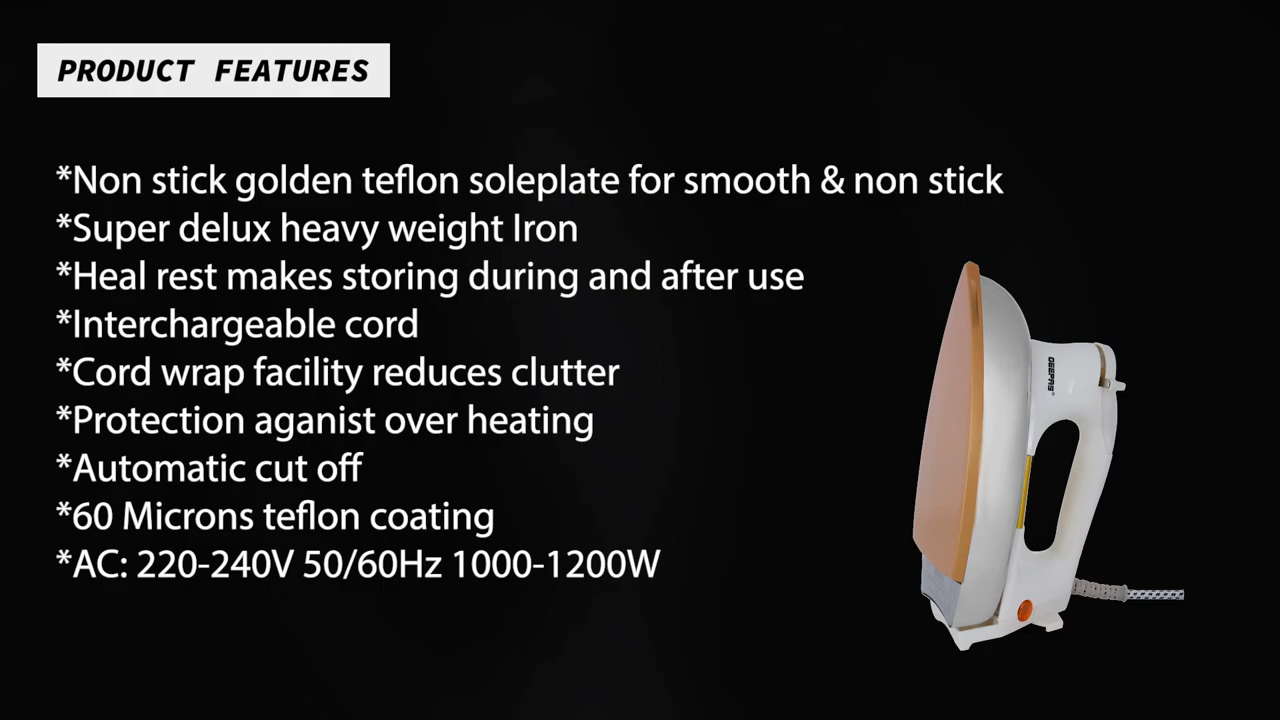 PRODUCT FEATURES
*Non stick golden teflon soleplate for smooth & non stick
*Super delux heavy weight Iron
*Heal rest makes storing during and after use
*Interchargeable cord
*Cord wrap facility reduces clutter
*Protection aganist over heating
*Automatic cut off
*60 Microns teflon coating
*AC: 220-240V 50/60Hz 1000-1200W
GEEPAS®